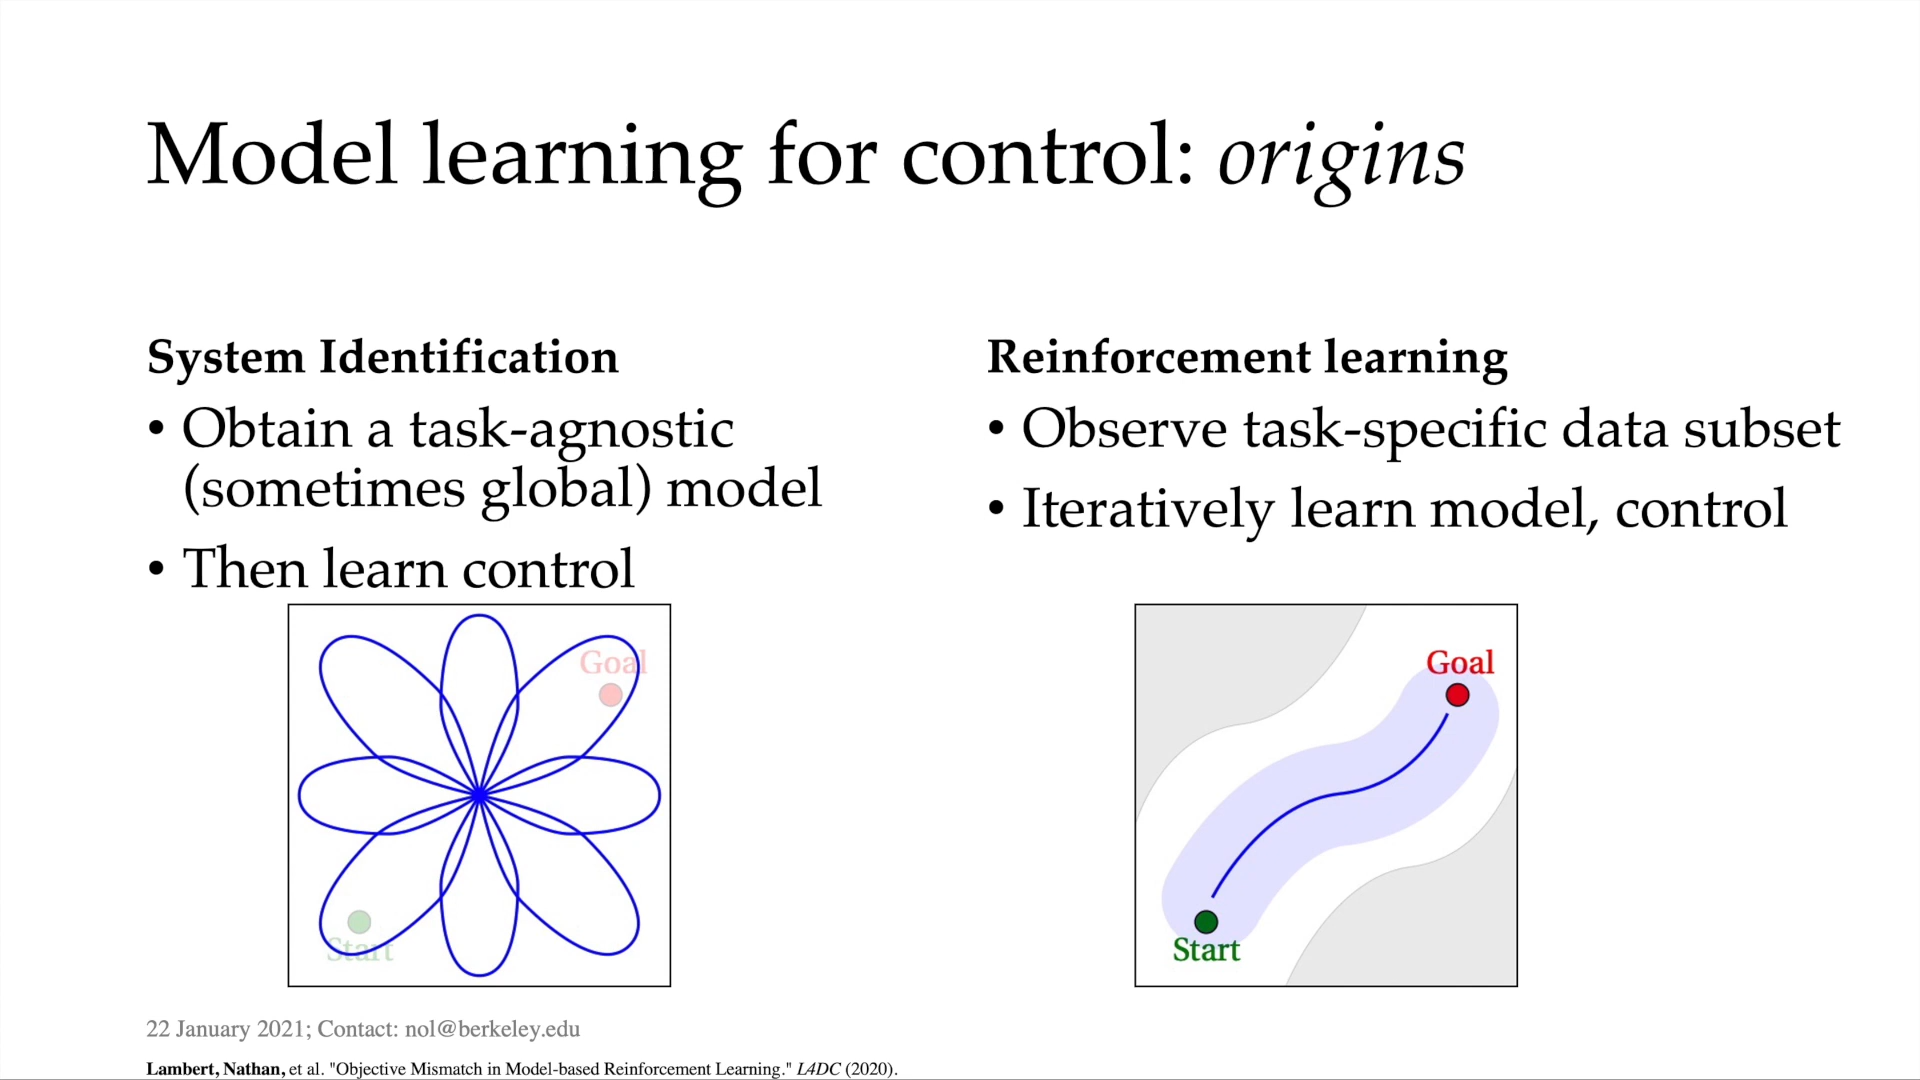 Model learning for control: origins
System Identification
• Obtain a task-agnostic
(sometimes global) model
• Then learn control
Goal
Start
Reinforcement learning
• Observe task-specific data subset
• Iteratively learn model, control
Goal
Start
22 January 2021; Contact: nol@berkeley.edu
Lambert, Nathan, et al. "Objective Mismatch in Model-based Reinforcement Learning." L4DC (2020).